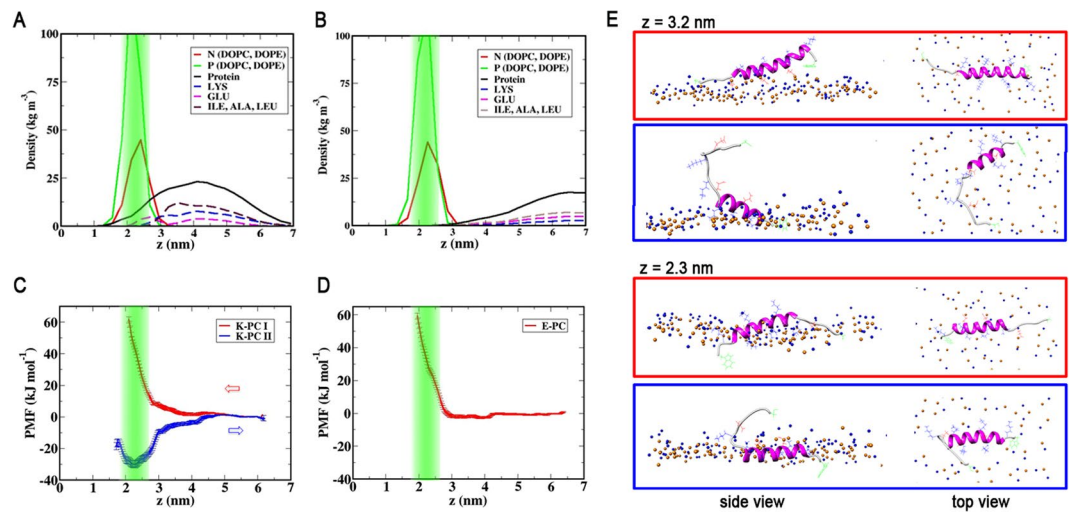 A
B
E
z = 3.2 nm
N (DOPC, DOPE)
P (DOPC, DOPE)
Protein
LYS
GLU
ILE, ALA, LEU
N (DOPC, DOPE)
P (DOPC, DOPE)
Protein
LYS
GLU
ILE, ALA, LEU
Density (kg m-3)
100
75
50
25
0
0 1 2 3 4 5 6 7
z (nm)
Density (kg m-3)
100
75
50
25
0
0 1 2 3 4 5 6 7
z (nm)
C
D
z = 2.3 nm
K-PC I
K-PC II
E-PC
PMF (kJ mol-1)
60
40
20
0
-20
-40
0 1 2 3 4 5 6 7
z (nm)
PMF (kJ mol-1)
60
40
20
0
-20
-40
0 1 2 3 4 5 6 7
z (nm)
side view
top view